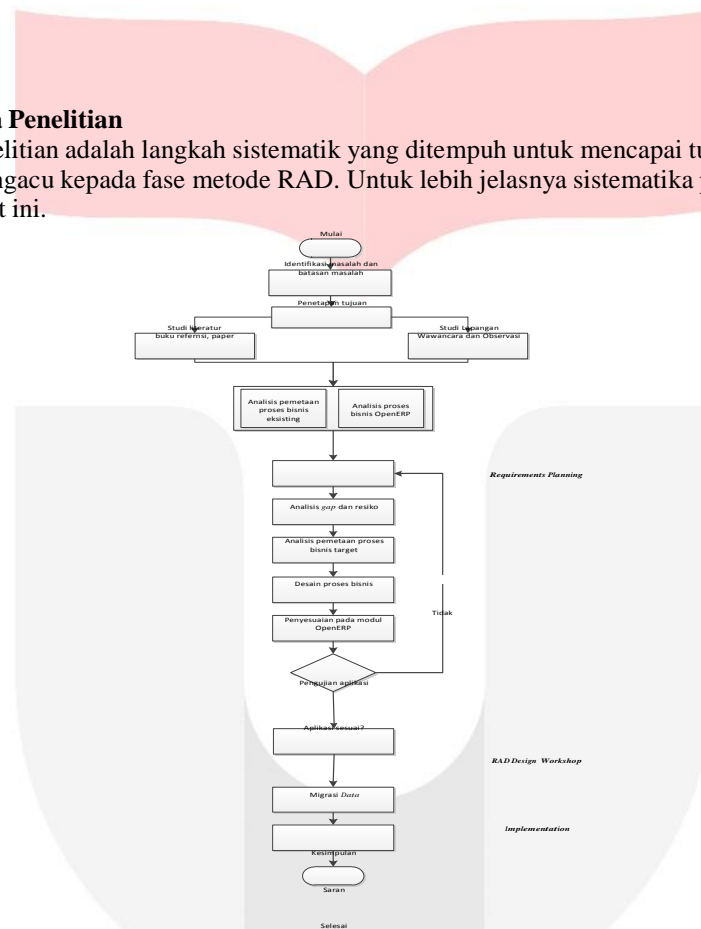 Penelitian
elitian adalah langkah sistematik yang ditempuh untuk mencapai tu
ngacu kepada fase metode RAD. Untuk lebih jelasnya sistematika
t ini.
Mulai
Identifikasi masalah dan
batasan masalah
Penetapan tujuan
Studi literatur
buku refernsi, paper
Studi Lapangan
Wawancara dan Observasi
Analisis pemetaan
proses bisnis
eksisting
Analisis proses
bisnis OpenERP
Requirements Planning
Analisis gap dan resiko
Analisis pemetaan proses
bisnis target
Desain proses bisnis
Penyesuaian pada modul
OpenERP
Tidak
Pengujian aplikasi
Aplikasi sesuai?
RAD Design Workshop
Migrasi Data
Implementation
Kesimpulan
Saran
Selesai